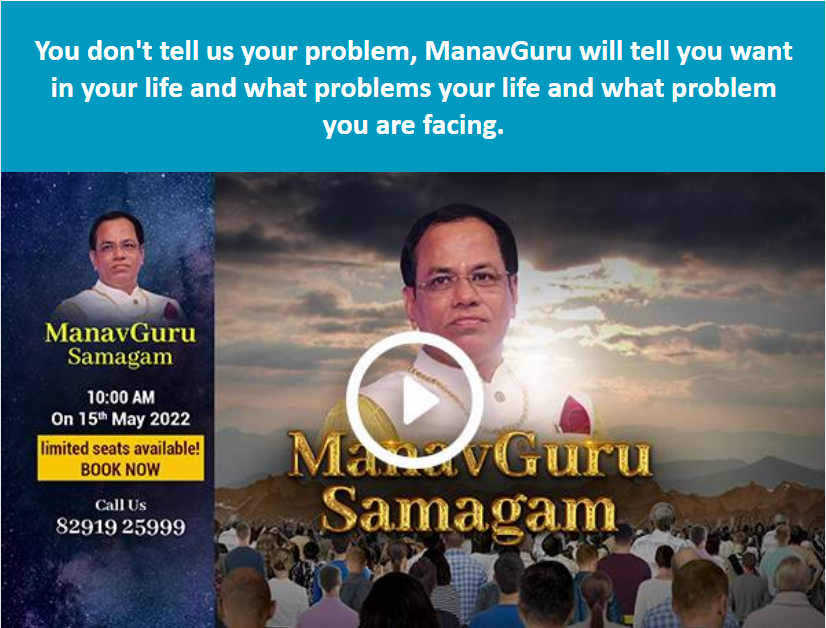 You don't tell us your problem, ManavGuru will tell you want
in your life and what problems your life and what problem
you are facing.
ManavGuru
Samagam
10:00 AM
On 15th May 2022
limited seats available!
BOOK NOW
Call Us
82919 25999
ManavGuru
Samagam